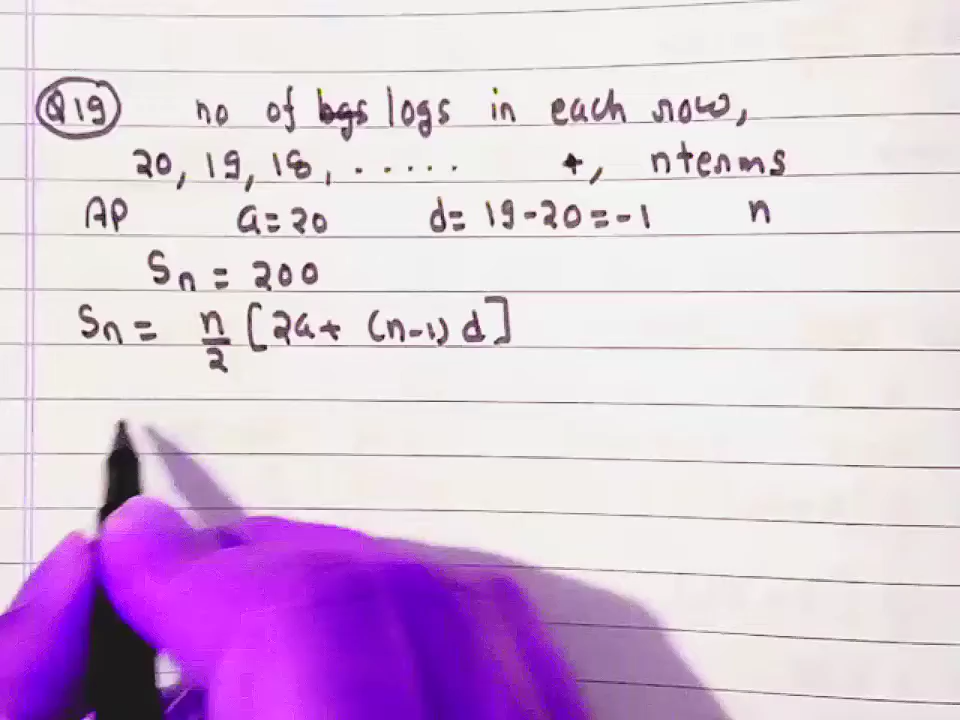 Q19 no of logs in each row,
20, 19, 18, ..... +, n terms
AP a=20 d= 19-20=-1 n
Sn = 200
Sn = n/2 [2a+ (n-1) d]